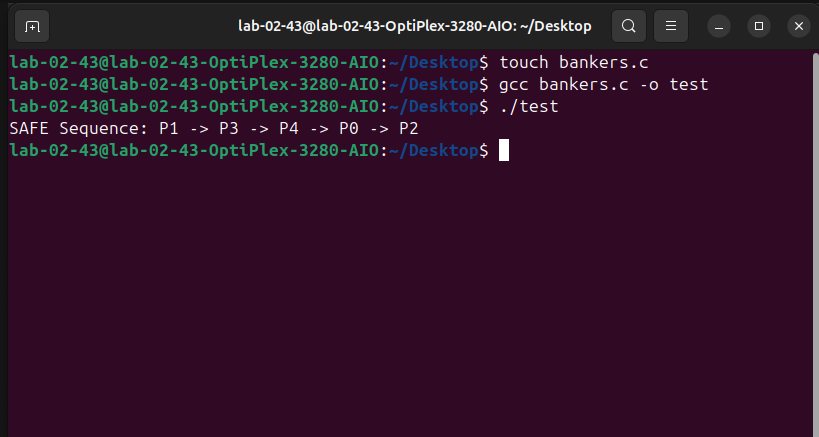 lab-02-43@lab-02-43-OptiPlex-3280-AIO: ~/Desktop
lab-02-43@lab-02-43-OptiPlex-3280-AIO:~/Desktop$ touch bankers.c
lab-02-43@lab-02-43-OptiPlex-3280-AIO:~/Desktop$ gcc bankers.c -o test
lab-02-43@lab-02-43-OptiPlex-3280-AIO:~/Desktop$ ./test
SAFE Sequence: P1 -> P3 -> P4 -> P0 -> P2
lab-02-43@lab-02-43-OptiPlex-3280-AIO:~/Desktop$